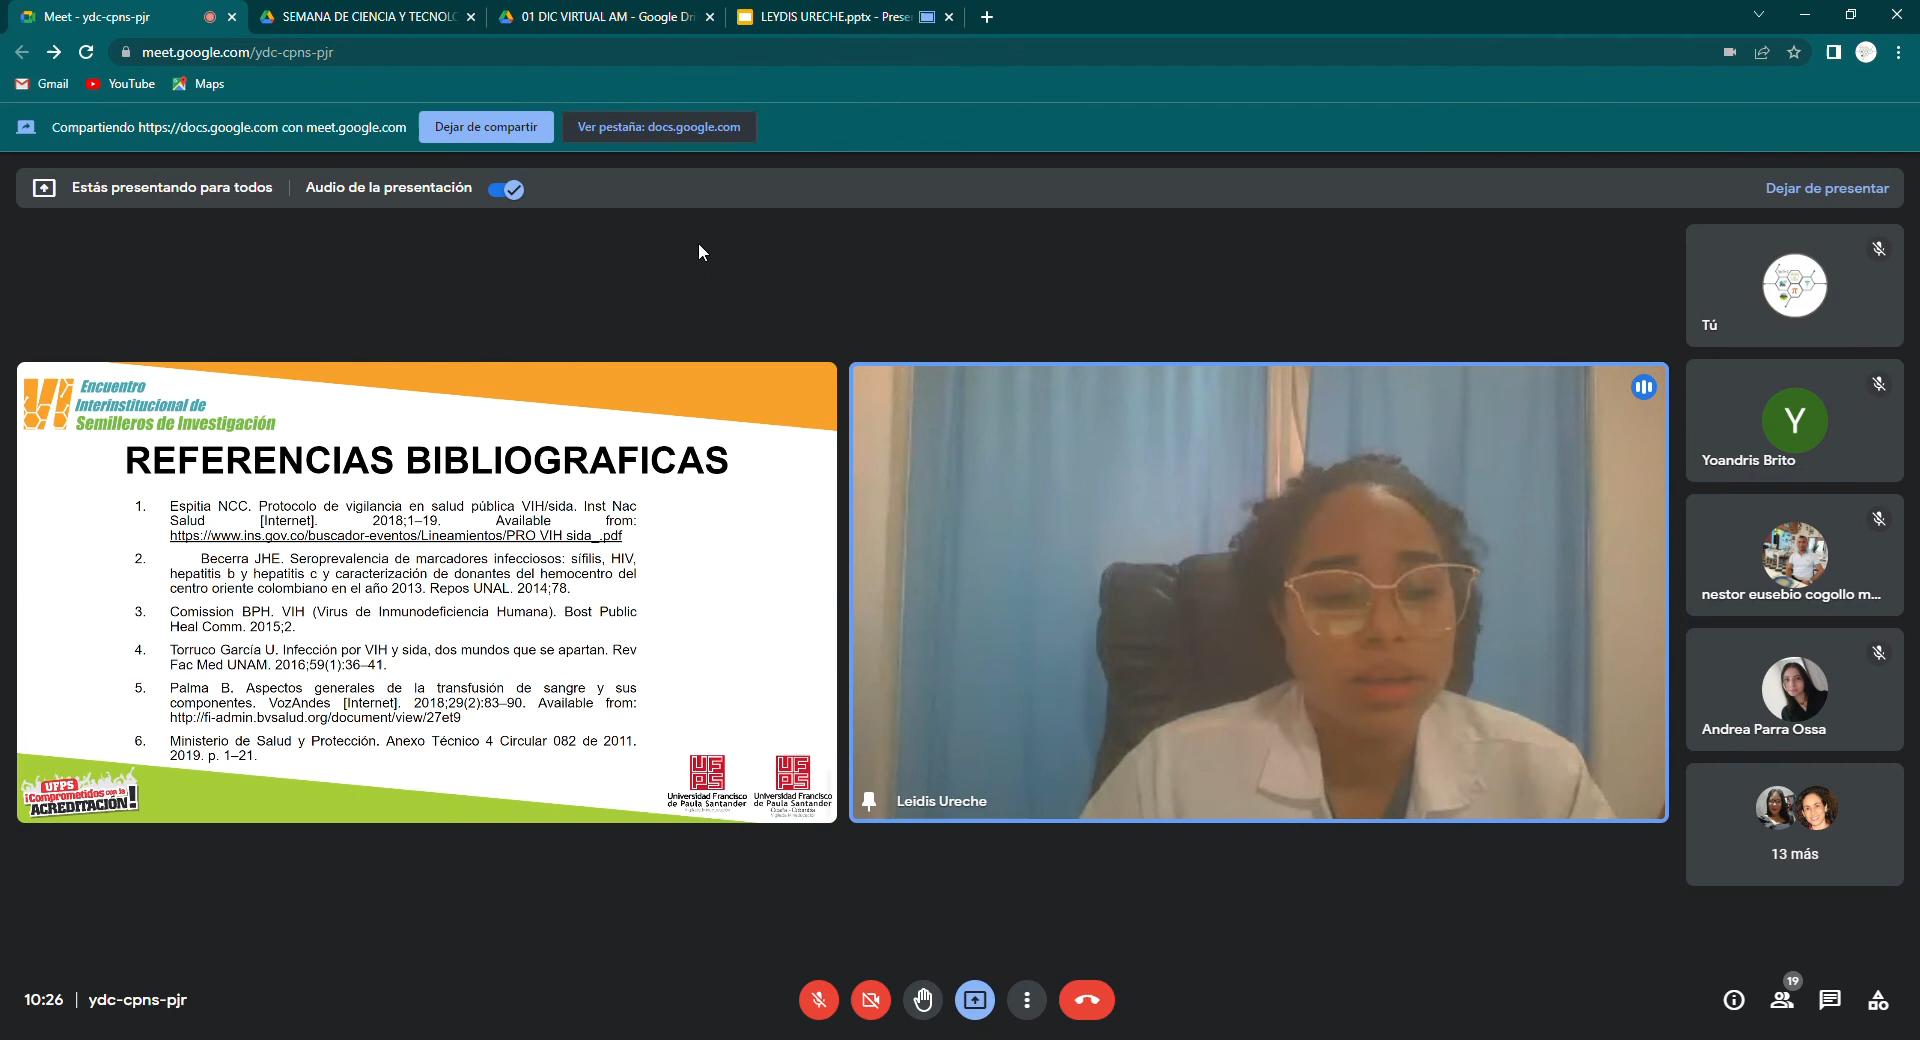 Meet - ydc-cpns-pjr
SEMANA DE CIENCIA Y TECNOLO
01 DIC VIRTUAL AM - Google Dri
LEYDIS URECHE.pptx - Prese
meet.google.com/ydc-cpns-pjr
Gmail
YouTube
Maps
Compartiendo https://docs.google.com con meet.google.com
Dejar de compartir
Ver pestaña: docs.google.com
Estás presentando para todos
Audio de la presentación
Dejar de presentar
Encuentro
Interinstitucional de
Semilleros de Investigación
REFERENCIAS BIBLIOGRAFICAS
1. Espitia NCC. Protocolo de vigilancia en salud pública VIH/sida. Inst Nac
Salud [Internet]. 2018;1–19. Available from:
https://www.ins.gov.co/buscador-eventos/Lineamientos/PRO VIH sida_.pdf
2. Becerra JHE. Seroprevalencia de marcadores infecciosos: sífilis, HIV,
hepatitis b y hepatitis c y caracterización de donantes del hemocentro del
centro oriente colombiano en el año 2013. Repos UNAL. 2014;78.
3. Comission BPH. VIH (Virus de Inmunodeficiencia Humana). Bost Public
Heal Comm. 2015;2.
4. Torruco García U. Infección por VIH y sida, dos mundos que se apartan. Rev
Fac Med UNAM. 2016;59(1):36–41.
5. Palma B. Aspectos generales de la transfusión de sangre y sus
componentes. VozAndes [Internet]. 2018;29(2):83–90. Available from:
http://fi-admin.bvsalud.org/document/view/27et9
6. Ministerio de Salud y Protección. Anexo Técnico 4 Circular 082 de 2011.
2019. p. 1–21.
UFPS
¡Comprometidos con la
ACREDITACIÓN!
UFPS
Universidad Francisco
de Paula Santander
UFPS
Universidad Francisco
de Paula Santander
Ocaña - Colombia
Leidis Ureche
Tú
Y
Yoandris Brito
nestor eusebio cogollo m...
Andrea Parra Ossa
13 más
10:26
ydc-cpns-pjr
19